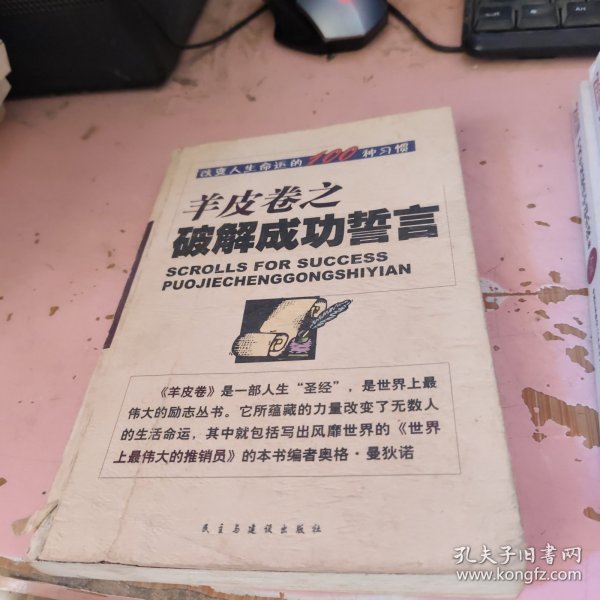 改变人生命运的100种习惯
羊皮卷之
破解成功誓言
SCROLLS FOR SUCCESS
PUOJIECHENGGONGSHIYIAN
《羊皮卷》是一部人生“圣经”，是世界上最
伟大的励志丛书。它所蕴藏的力量改变了无数人
的生活命运，其中就包括写出风靡世界的《世界
上最伟大的推销员》的本书编者奥格·曼狄诺
民主与建设出版社
孔夫子旧书网
www.kongfz.com